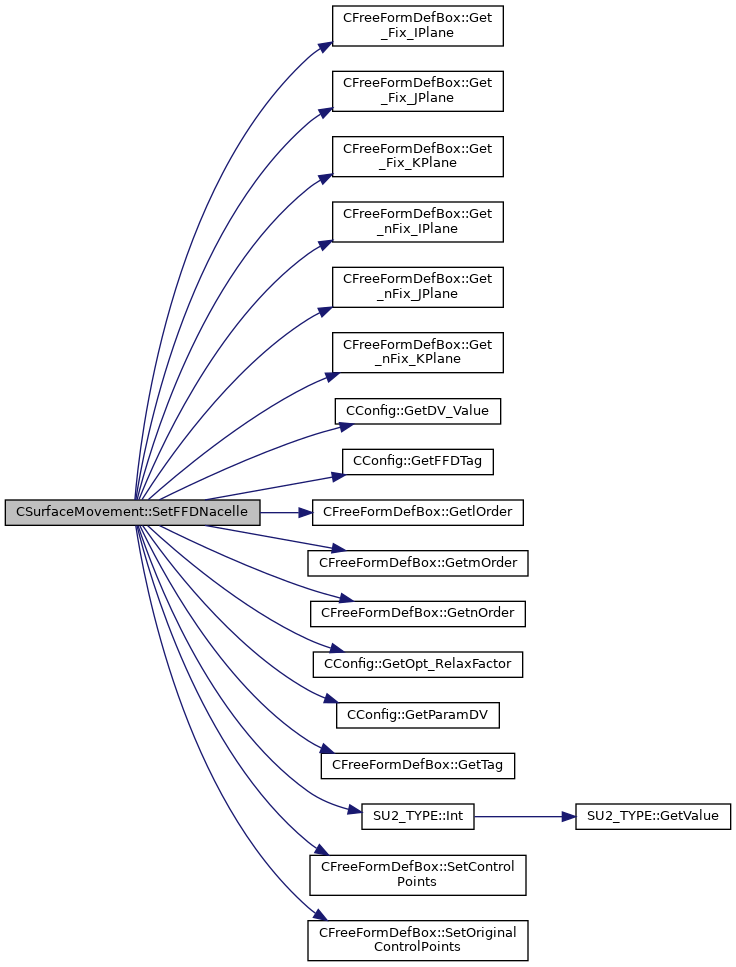 CFreeFormDefBox::Get
_Fix_IPlane
CFreeFormDefBox::Get
_Fix_JPlane
CFreeFormDefBox::Get
_Fix_KPlane
CFreeFormDefBox::Get
_nFix_IPlane
CFreeFormDefBox::Get
_nFix_JPlane
CFreeFormDefBox::Get
_nFix_KPlane
CConfig::GetDV_Value
CConfig::GetFFDTag
CSurfaceMovement::SetFFDNacelle
CFreeFormDefBox::GetlOrder
CFreeFormDefBox::GetmOrder
CFreeFormDefBox::GetnOrder
CConfig::GetOpt_RelaxFactor
CConfig::GetParamDV
CFreeFormDefBox::GetTag
SU2_TYPE::Int
SU2_TYPE::GetValue
CFreeFormDefBox::SetControl
Points
CFreeFormDefBox::SetOriginal
ControlPoints